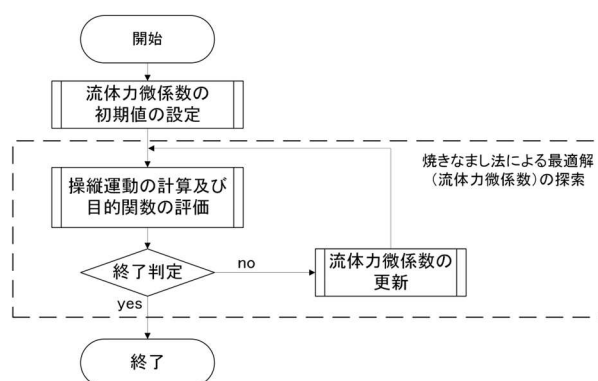 開始
流体力微係数の
初期値の設定
焼きなまし法による最適解
（流体力微係数）の探索
操縦運動の計算及び
目的関数の評価
終了判定
no
流体力微係数の
更新
yes
終了